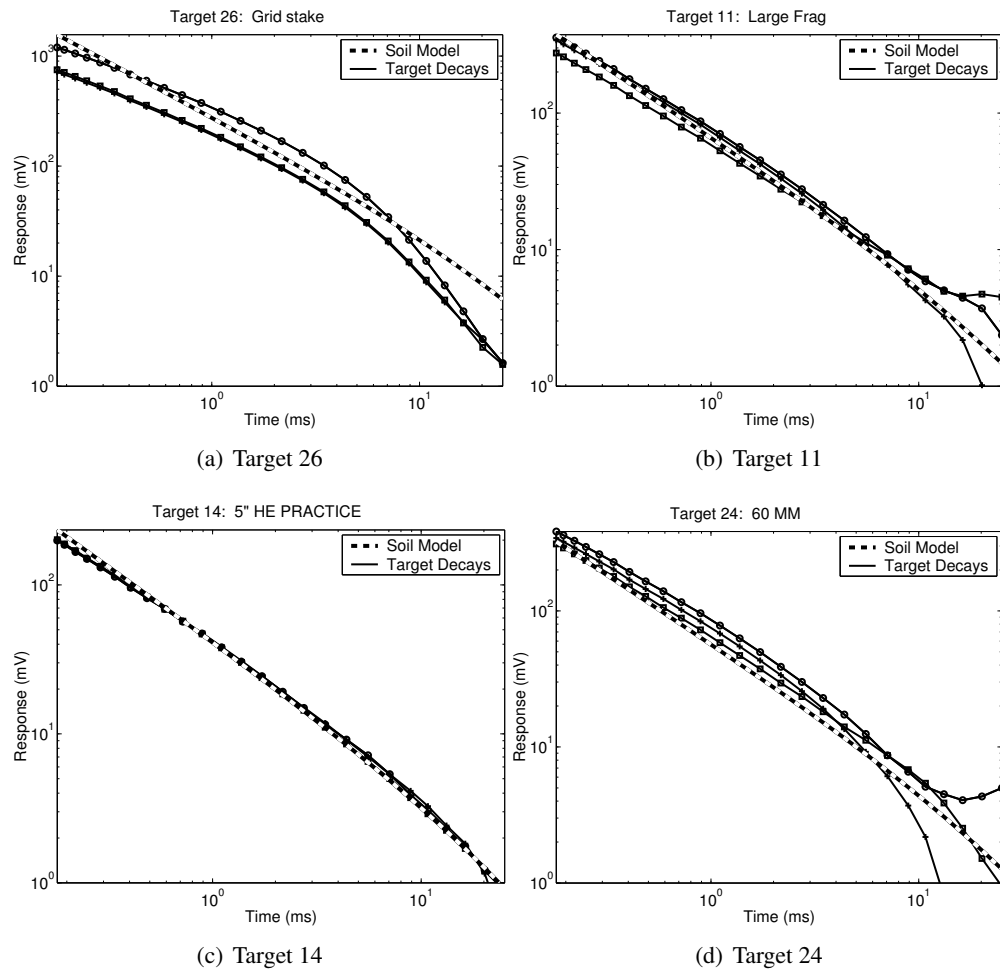 Target 26: Grid stake
Soil Model
Target Decays
10^3
10^2
10^1
10^0
Response (mV)
10^0
10^1
Time (ms)
(a) Target 26
Target 11: Large Frag
Soil Model
Target Decays
10^2
10^1
10^0
Response (mV)
10^0
10^1
Time (ms)
(b) Target 11
Target 14: 5" HE PRACTICE
Soil Model
Target Decays
10^2
10^1
10^0
Response (mV)
10^0
10^1
Time (ms)
(c) Target 14
Target 24: 60 MM
Soil Model
Target Decays
10^2
10^1
10^0
Response (mV)
10^0
10^1
Time (ms)
(d) Target 24